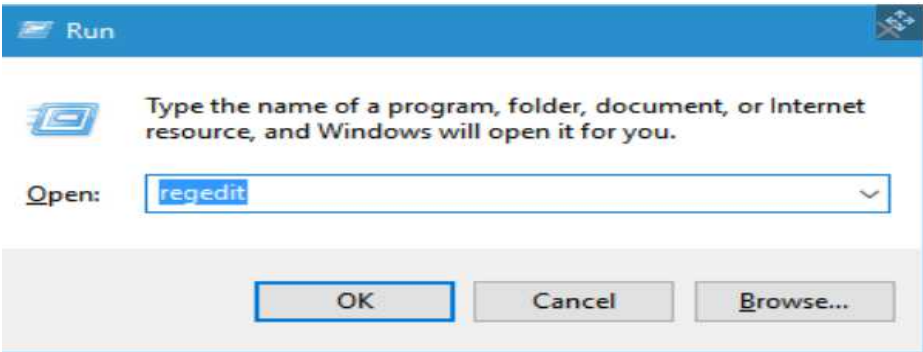 Run
Type the name of a program, folder, document, or Internet
resource, and Windows will open it for you.
Open: regedit
OK Cancel Browse...